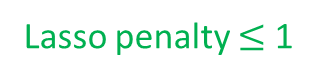 Lasso penalty ≤ 1